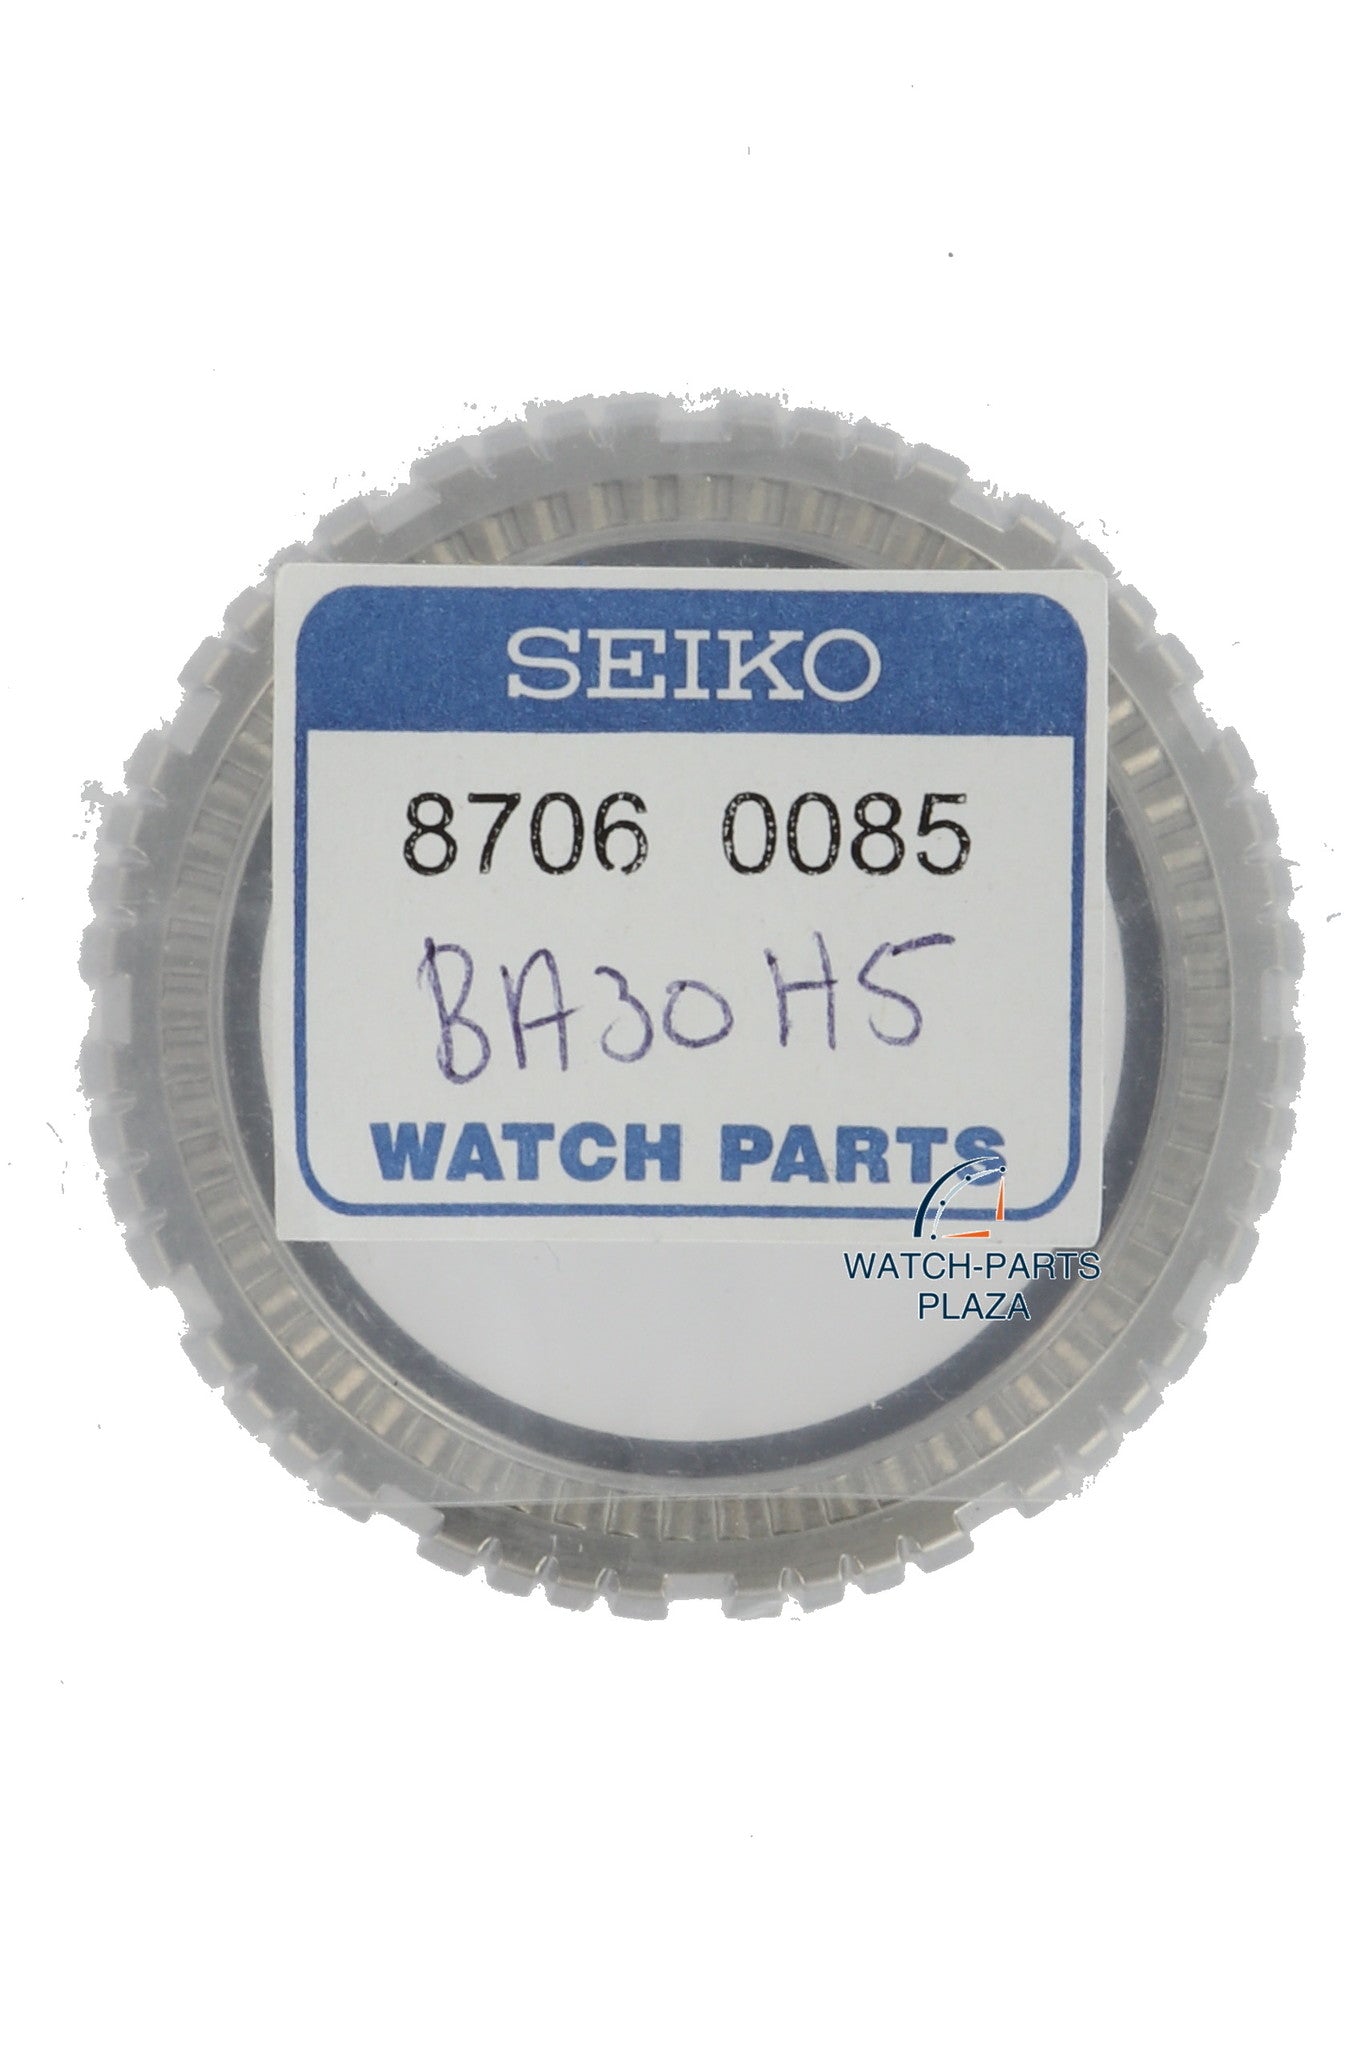 SEIKO
8706 0085
BA30H5
WATCH PARTS
WATCH-PARTS
PLAZA